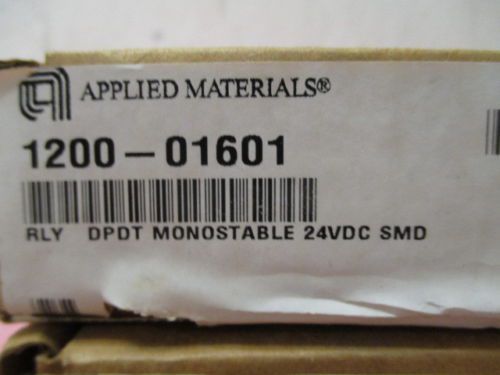 APPLIED MATERIALS®
1200-01601
RLY DPDT MONOSTABLE 24VDC SMD